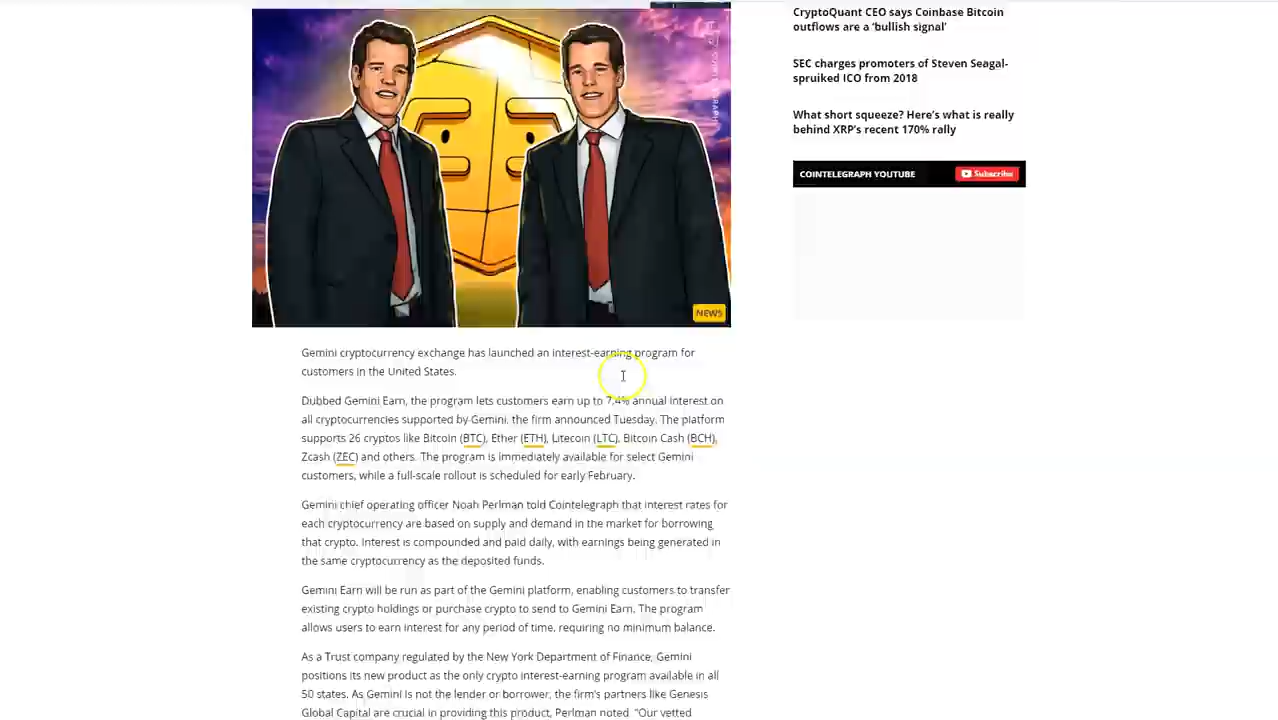 NEWS
Gemini cryptocurrency exchange has launched an interest-earning program for
customers in the United States.
Dubbed Gemini Earn, the program lets customers earn up to 7.4% annual interest on
all cryptocurrencies supported by Gemini, the firm announced Tuesday. The platform
supports 26 cryptos like Bitcoin (BTC), Ether (ETH), Litecoin (LTC), Bitcoin Cash (BCH),
Zcash (ZEC) and others. The program is immediately available for select Gemini
customers, while a full-scale rollout is scheduled for early February.
Gemini chief operating officer Noah Perlman told Cointelegraph that interest rates for
each cryptocurrency are based on supply and demand in the market for borrowing
that crypto. Interest is compounded and paid daily, with earnings being generated in
the same cryptocurrency as the deposited funds.
Gemini Earn will be run as part of the Gemini platform, enabling customers to transfer
existing crypto holdings or purchase crypto to send to Gemini Earn. The program
allows users to earn interest for any period of time, requiring no minimum balance.
As a Trust company regulated by the New York Department of Finance, Gemini
positions its new product as the only crypto interest-earning program available in all
50 states. As Gemini is not the lender or borrower, the firm's partners like Genesis
Global Capital are crucial in providing this product, Perlman noted. "Our vetted
CryptoQuant CEO says Coinbase Bitcoin
outflows are a ‘bullish signal’
SEC charges promoters of Steven Seagal-
spruiked ICO from 2018
What short squeeze? Here’s what is really
behind XRP’s recent 170% rally
COINTELEGRAPH YOUTUBE
Subscribe